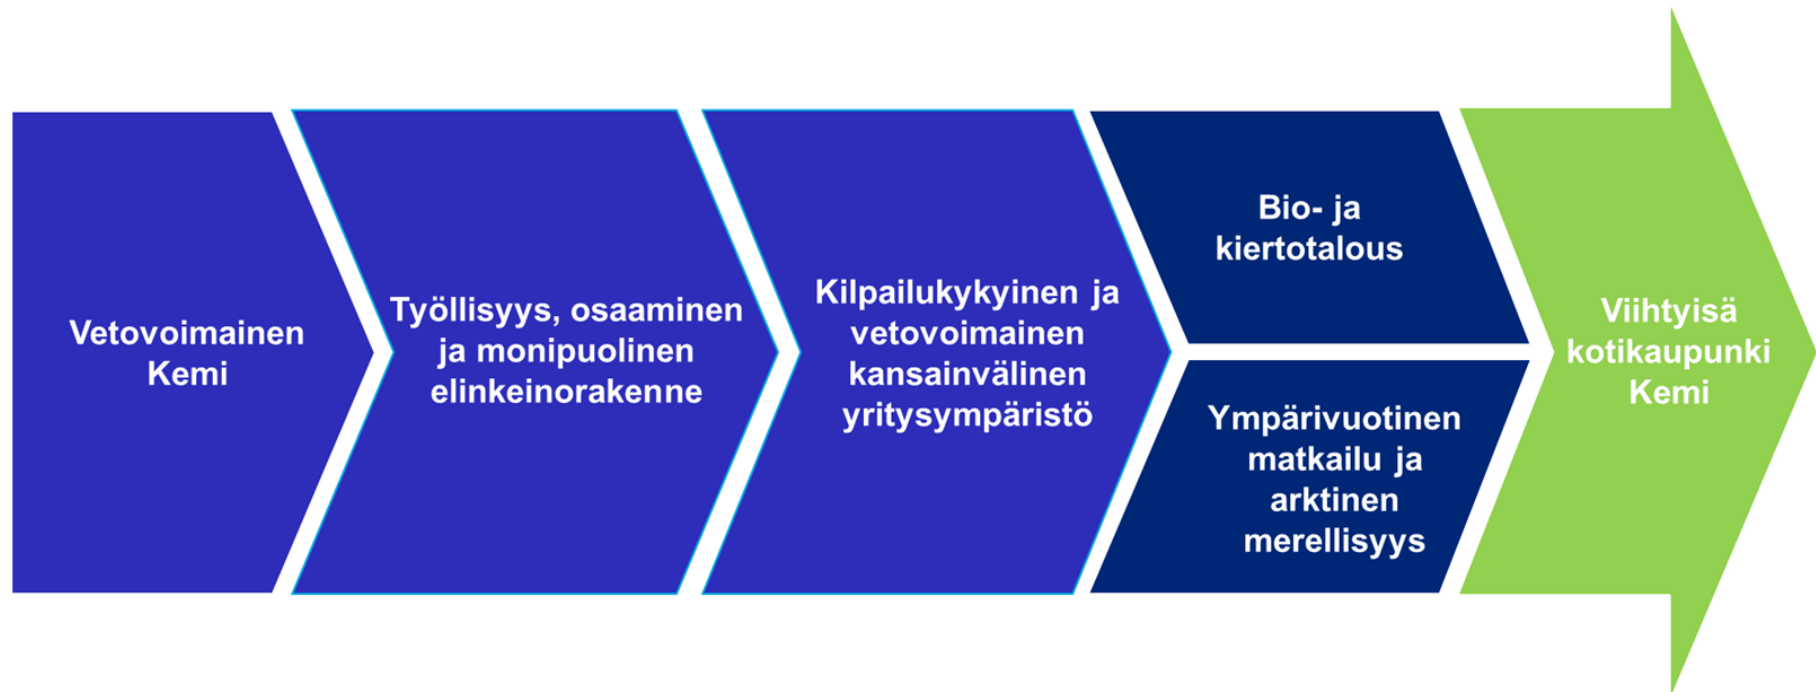 Vetovoimainen
Kemi
Työllisyys, osaaminen
ja monipuolinen
elinkeinorakenne
Kilpailukykyinen ja
vetovoimainen
kansainvälinen
yritysympäristö
Bio- ja
kiertotalous
Ympärivuotinen
matkailu ja
arktinen
merellisyys
Viihtyisä
kotikaupunki
Kemi